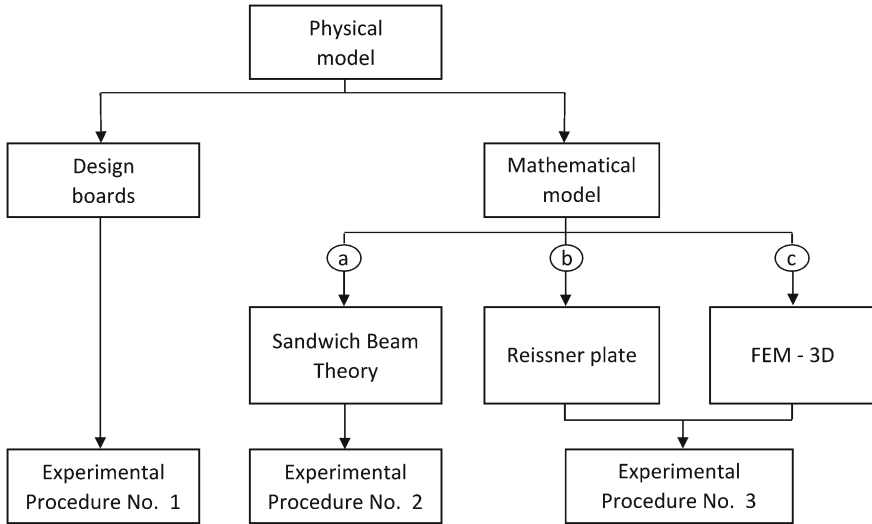 Physical
model
Design
boards
Mathematical
model
a
b
c
Sandwich Beam
Theory
Reissner plate
FEM - 3D
Experimental
Procedure No. 1
Experimental
Procedure No. 2
Experimental
Procedure No. 3